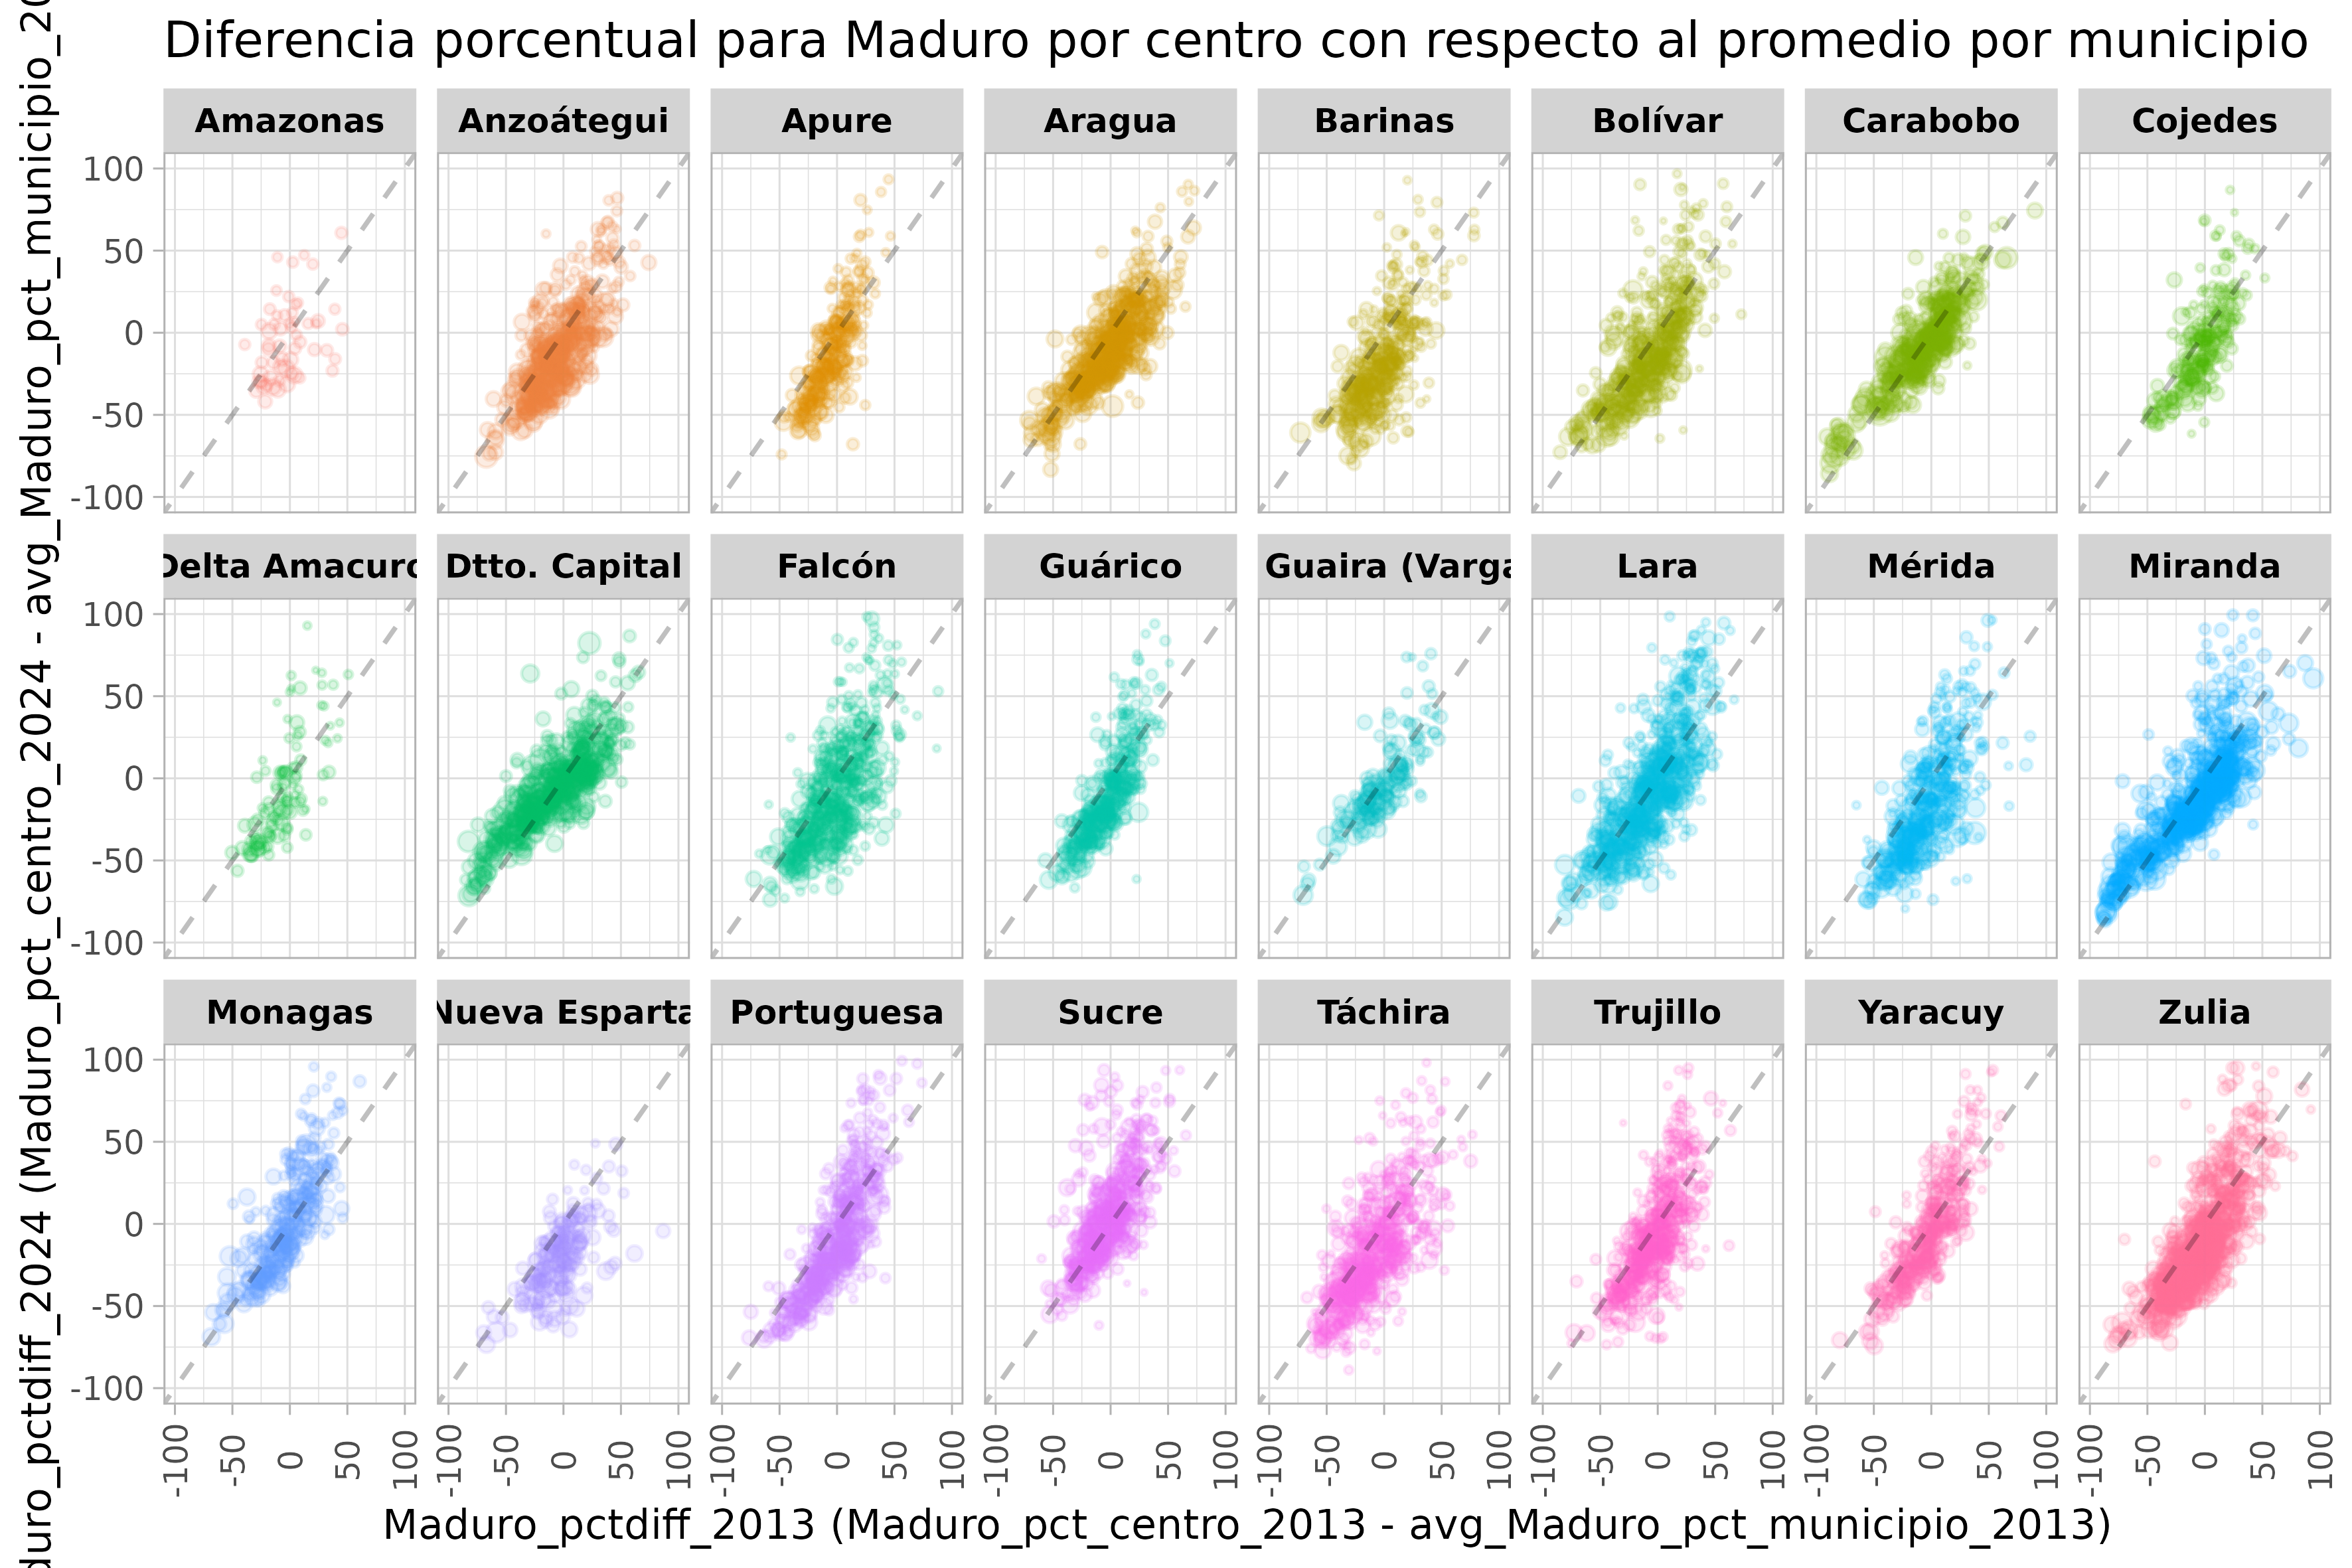 Diferencia porcentual para Maduro por centro con respecto al promedio por municipio
Amazonas Anzoátegui Apure Aragua Barinas Bolívar Carabobo Cojedes
100
50
0
-50
-100
Delta Amacuro Dtto. Capital Falcón Guárico Guaira (Varga Lara Mérida Miranda
100
50
0
-50
-100
Monagas Nueva Esparta Portuguesa Sucre Táchira Trujillo Yaracuy Zulia
100
50
0
-50
-100
-100 -50 0 50 100 -100 -50 0 50 100 -100 -50 0 50 100 -100 -50 0 50 100 -100 -50 0 50 100 -100 -50 0 50 100 -100 -50 0 50 100 -100 -50 0 50 100
Maduro_pctdiff_2013 (Maduro_pct_centro_2013 - avg_Maduro_pct_municipio_2013)
duro_pctdiff_2024 (Maduro_pct_centro_2024 - avg_Maduro_pct_municipio_20